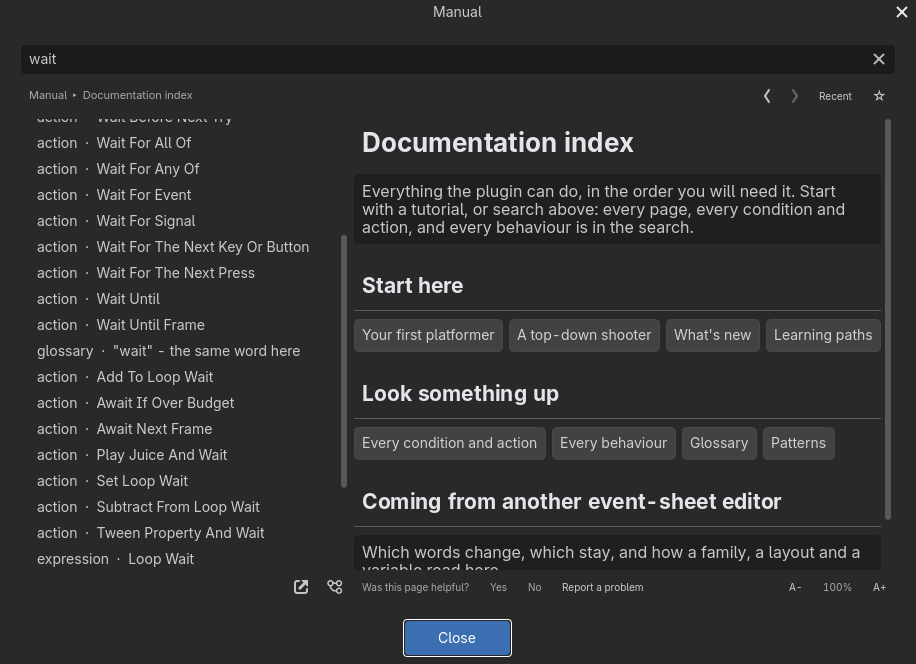 Manual
wait
Manual ‣ Documentation index
Recent
action · Wait Before Next Try
action · Wait For All Of
action · Wait For Any Of
action · Wait For Event
action · Wait For Signal
action · Wait For The Next Key Or Button
action · Wait For The Next Press
action · Wait Until
action · Wait Until Frame
glossary · "wait" - the same word here
action · Add To Loop Wait
action · Await If Over Budget
action · Await Next Frame
action · Play Juice And Wait
action · Set Loop Wait
action · Subtract From Loop Wait
action · Tween Property And Wait
expression · Loop Wait
Documentation index
Everything the plugin can do, in the order you will need it. Start
with a tutorial, or search above: every page, every condition and
action, and every behaviour is in the search.
Start here
Your first platformer
A top-down shooter
What's new
Learning paths
Look something up
Every condition and action
Every behaviour
Glossary
Patterns
Coming from another event-sheet editor
Which words change, which stay, and how a family, a layout and a
variable read here
Was this page helpful?
Yes
No
Report a problem
A-
100%
A+
Close